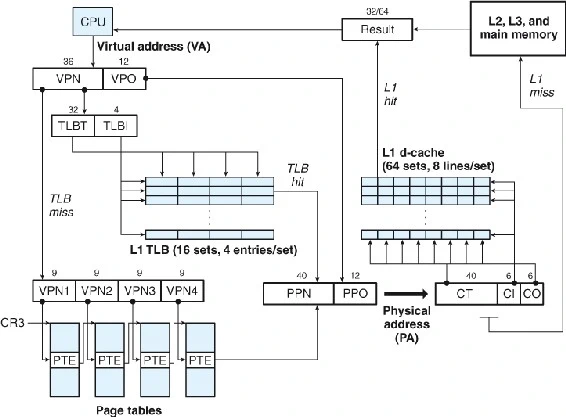 CPU
32/64
Result
L2, L3, and
main memory
Virtual address (VA)
36
12
VPN
VPO
L1
hit
L1
miss
32
4
TLBT
TLBI
TLB
hit
L1 d-cache
(64 sets, 8 lines/set)
TLB
miss
L1 TLB (16 sets, 4 entries/set)
9
9
9
9
VPN1
VPN2
VPN3
VPN4
40
12
PPN
PPO
40
6
6
CT
CI
CO
Physical
address
(PA)
CR3
PTE
PTE
PTE
PTE
Page tables